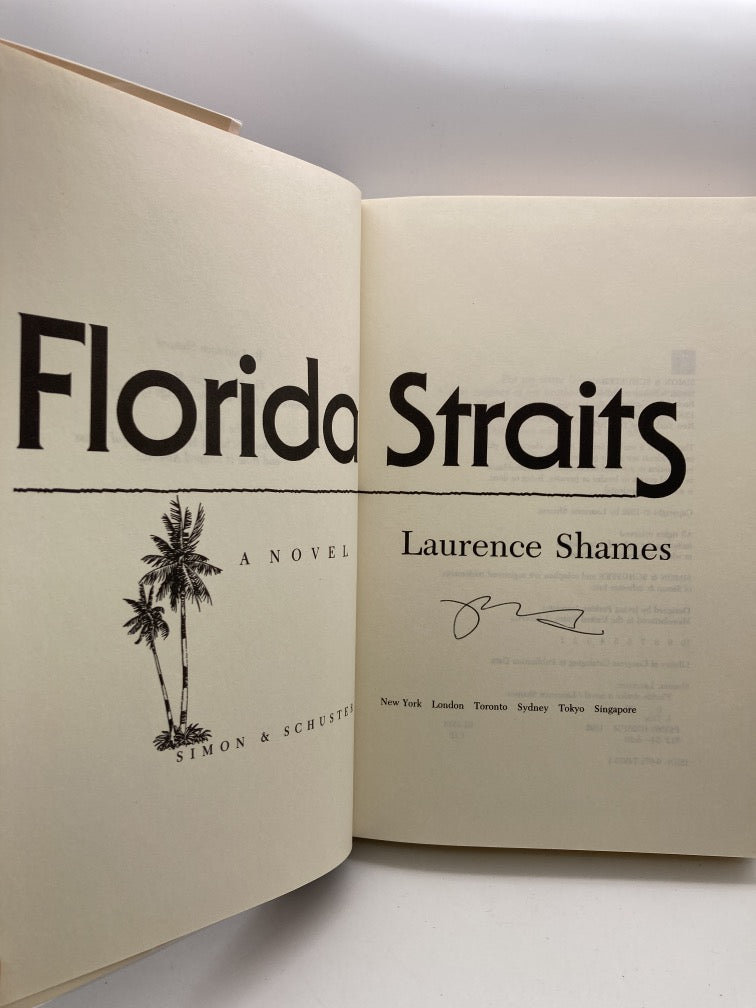 Florida Straits
A NOVEL
Laurence Shames
New York London Toronto Sydney Tokyo Singapore
SIMON & SCHUSTER